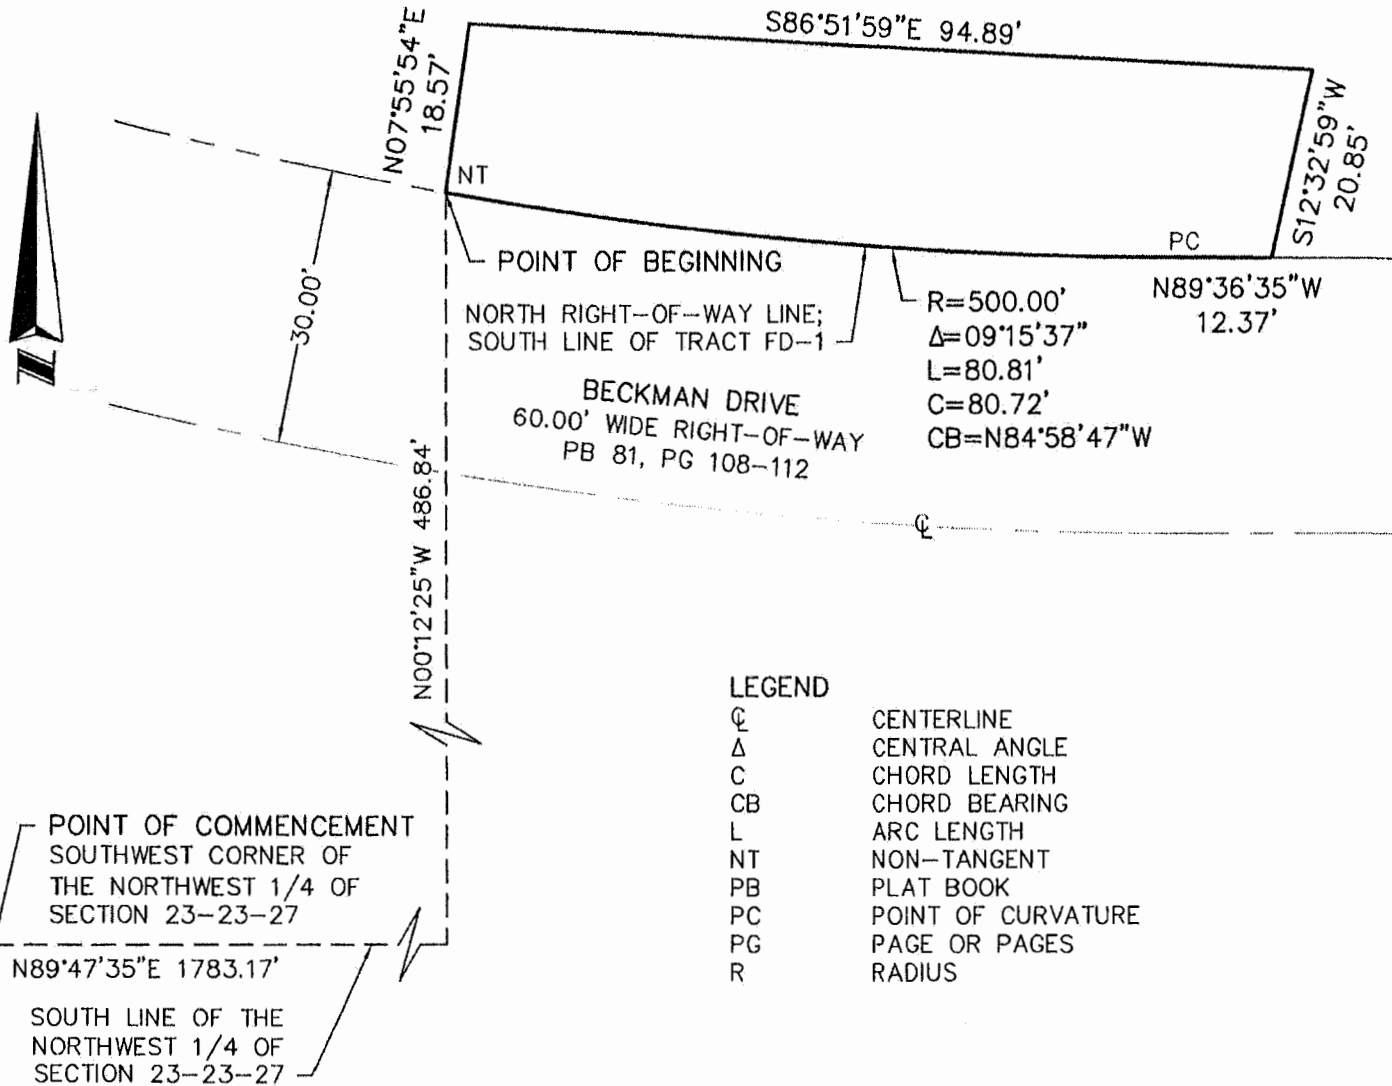 S86°51'59"E 94.89'
N07°55'54"E
18.57'
S12°32'59"W
20.85'
NT
PC
POINT OF BEGINNING
NORTH RIGHT-OF-WAY LINE;
SOUTH LINE OF TRACT FD-1
R=500.00'
Δ=09°15'37"
L=80.81'
C=80.72'
CB=N84°58'47"W
N89°36'35"W
12.37'
30.00'
N
BECKMAN DRIVE
60.00' WIDE RIGHT-OF-WAY
PB 81, PG 108-112
℄
N00°12'25"W 486.84'
LEGEND
℄ CENTERLINE
Δ CENTRAL ANGLE
C CHORD LENGTH
CB CHORD BEARING
L ARC LENGTH
NT NON-TANGENT
PB PLAT BOOK
PC POINT OF CURVATURE
PG PAGE OR PAGES
R RADIUS
POINT OF COMMENCEMENT
SOUTHWEST CORNER OF
THE NORTHWEST 1/4 OF
SECTION 23-23-27
N89°47'35"E 1783.17'
SOUTH LINE OF THE
NORTHWEST 1/4 OF
SECTION 23-23-27